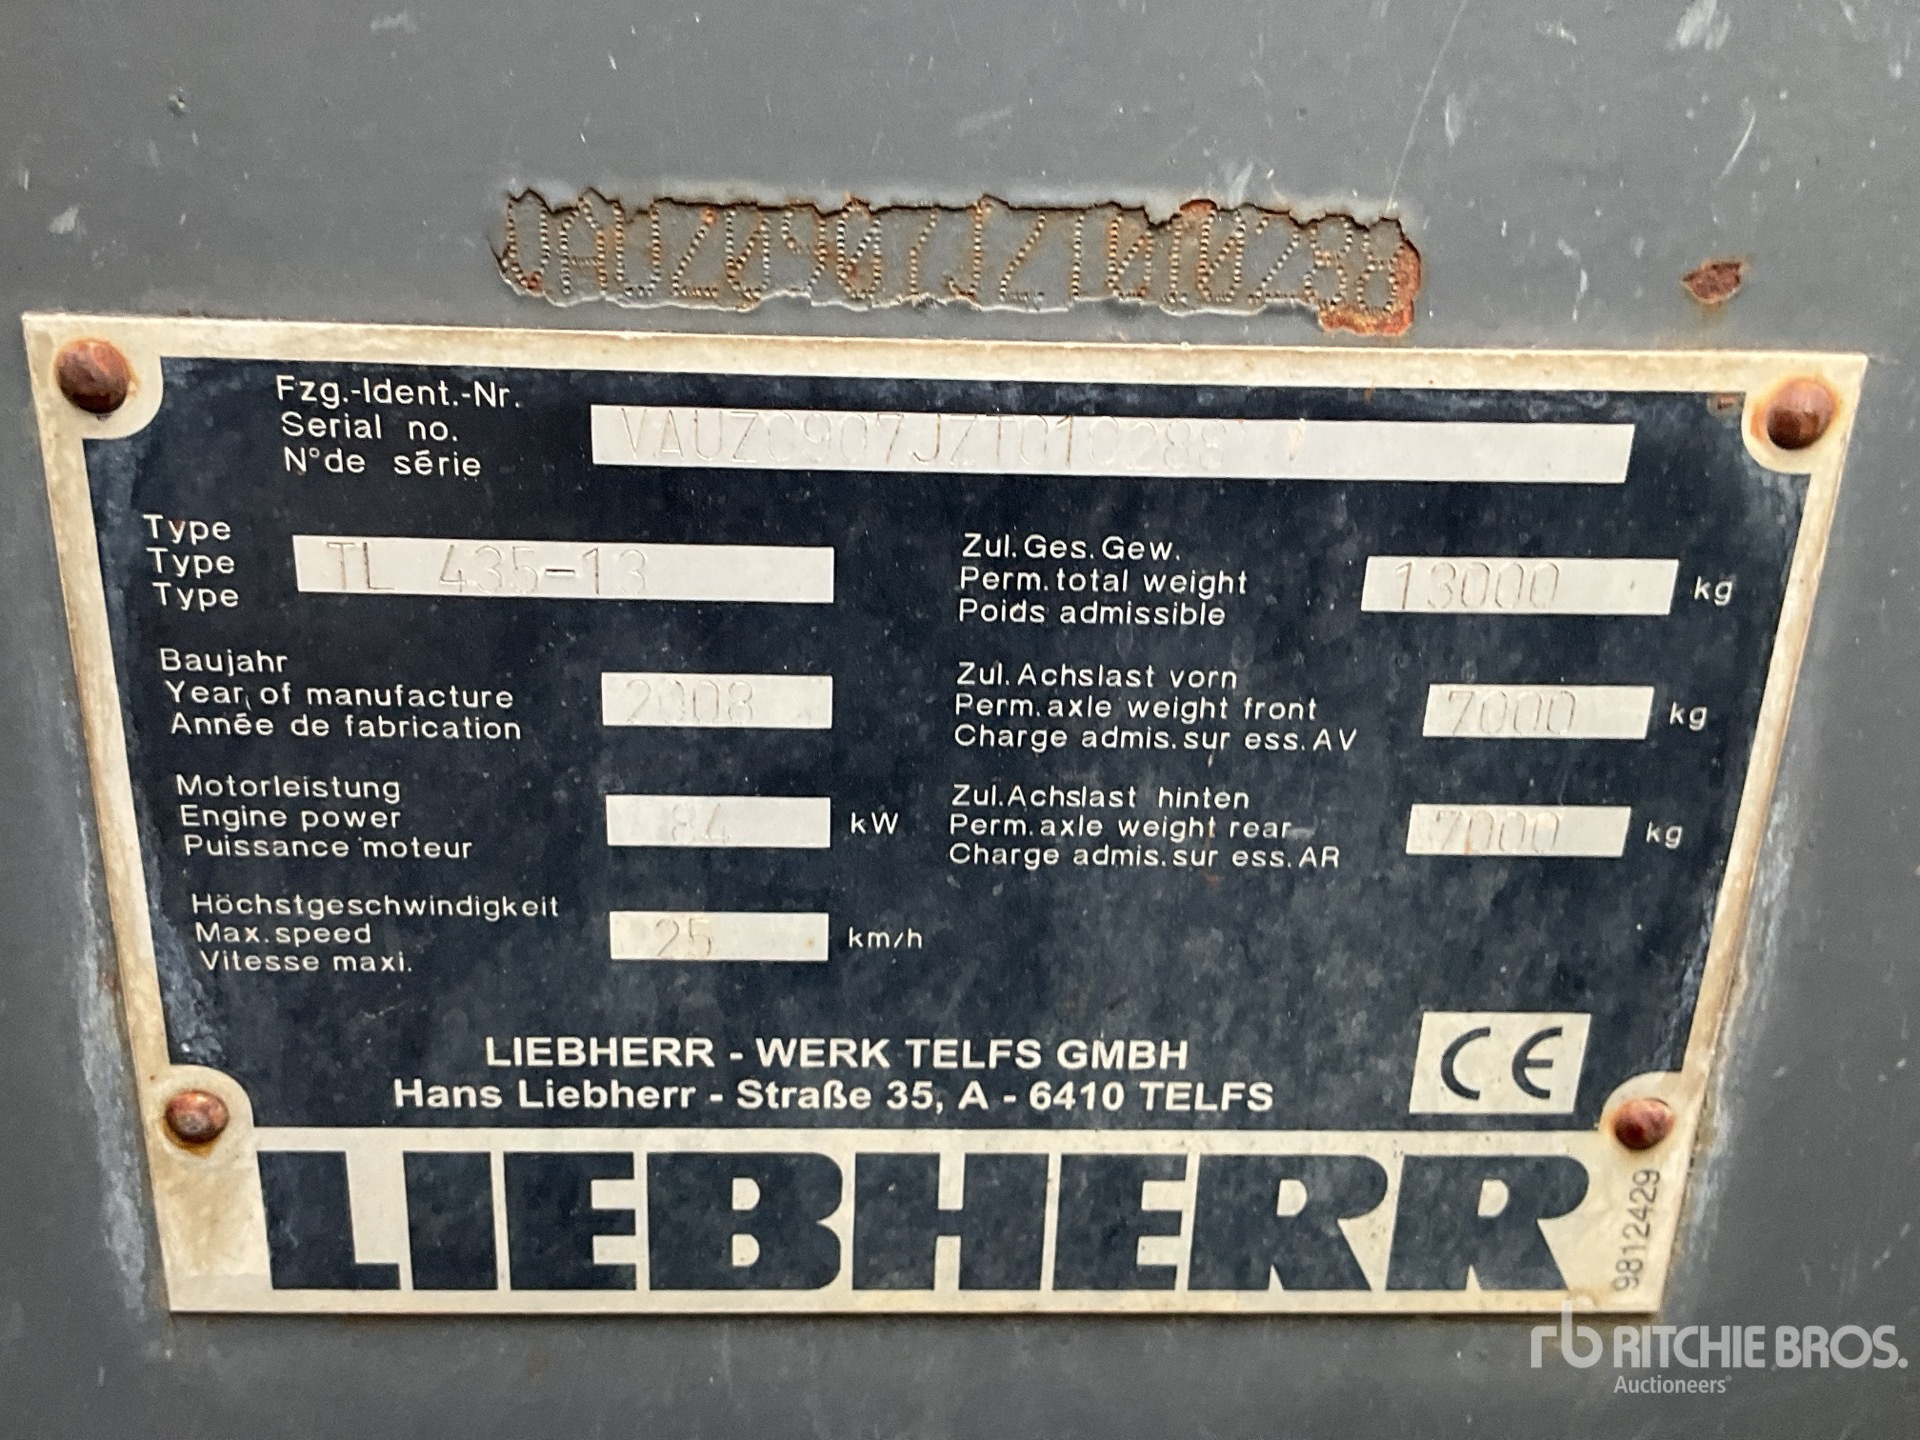 VAUZ0907JZT010288
Fzg.-Ident.-Nr.
Serial no.
N°de série
VAUZ0907JZT010288
Type
Type
Type
TL 435-13
Zul.Ges.Gew.
Perm.total weight
Poids admissible
13000
kg
Baujahr
Year of manufacture
Année de fabrication
2008
Zul.Achslast vorn
Perm.axle weight front
Charge admis.sur ess.AV
7000
kg
Motorleistung
Engine power
Puissance moteur
84
kW
Zul.Achslast hinten
Perm.axle weight rear
Charge admis.sur ess.AR
7000
kg
Höchstgeschwindigkeit
Max.speed
Vitesse maxi.
25
km/h
LIEBHERR - WERK TELFS GMBH
Hans Liebherr - Straße 35, A - 6410 TELFS
CE
LIEBHERR
9812429
rb RITCHIE BROS.
Auctioneers